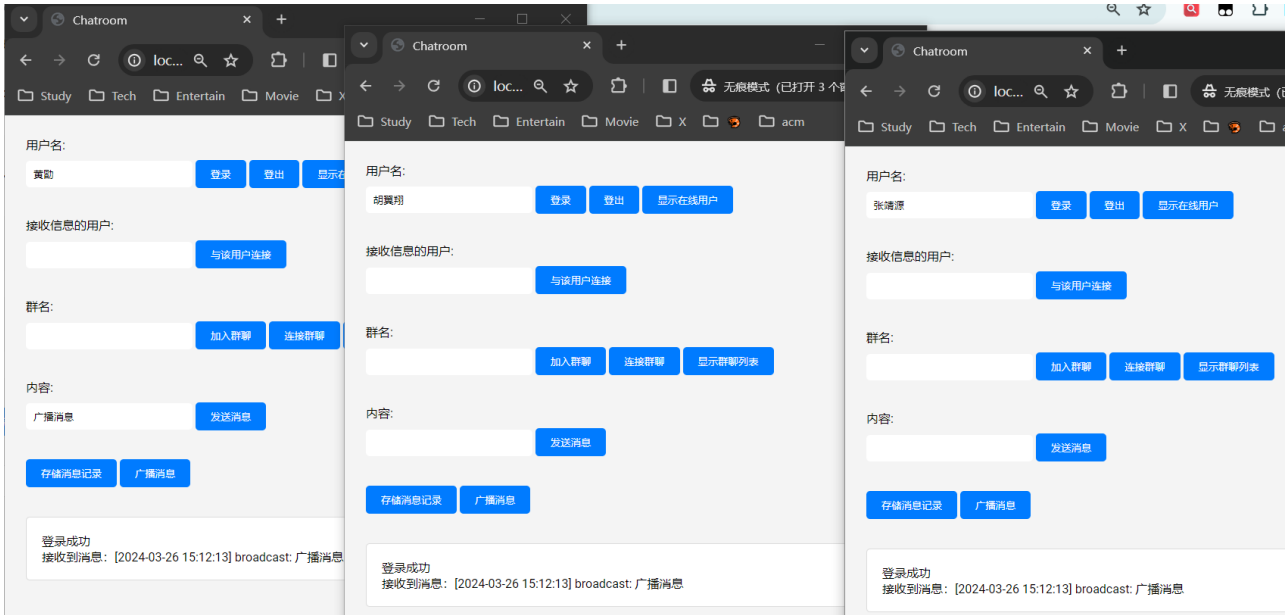 Chatroom
loc...
Study Tech Entertain Movie X
用户名:
黄勖
登录 登出 显示在
接收信息的用户:
与该用户连接
群名:
加入群聊 连接群聊
内容:
广播消息 发送消息
存储消息记录 广播消息
登录成功
接收到消息：[2024-03-26 15:12:13] broadcast: 广播消息
Chatroom
loc... 无痕模式 (已打开 3 个窗
Study Tech Entertain Movie X acm
用户名:
胡翼翔 登录 登出 显示在线用户
接收信息的用户:
与该用户连接
群名:
加入群聊 连接群聊 显示群聊列表
内容:
发送消息
存储消息记录 广播消息
登录成功
接收到消息：[2024-03-26 15:12:13] broadcast: 广播消息
Chatroom
loc... 无痕模式 (已
Study Tech Entertain Movie X
用户名:
张靖源 登录 登出 显示在线用户
接收信息的用户:
与该用户连接
群名:
加入群聊 连接群聊 显示群聊列表
内容:
发送消息
存储消息记录 广播消息
登录成功
接收到消息：[2024-03-26 15:12:13] broadcast: 广播消息